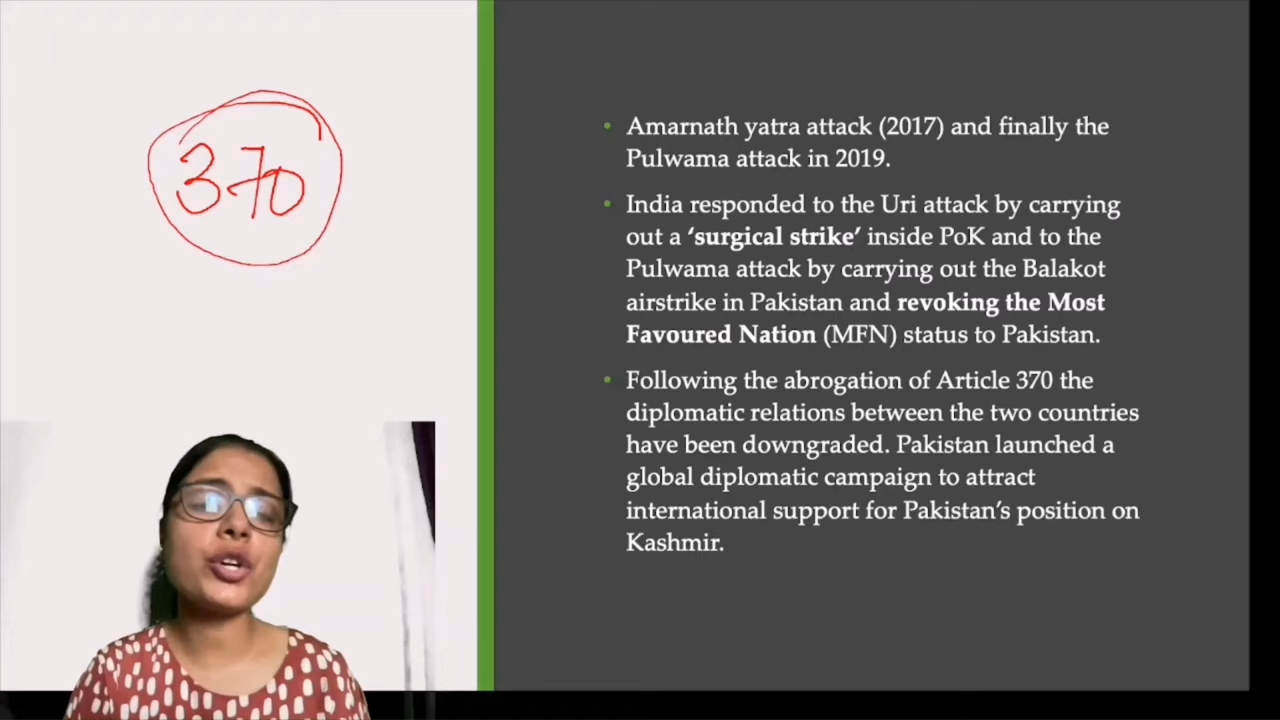 370
• Amarnath yatra attack (2017) and finally the
Pulwama attack in 2019.
• India responded to the Uri attack by carrying
out a ‘surgical strike’ inside PoK and to the
Pulwama attack by carrying out the Balakot
airstrike in Pakistan and revoking the Most
Favoured Nation (MFN) status to Pakistan.
• Following the abrogation of Article 370 the
diplomatic relations between the two countries
have been downgraded. Pakistan launched a
global diplomatic campaign to attract
international support for Pakistan’s position on
Kashmir.